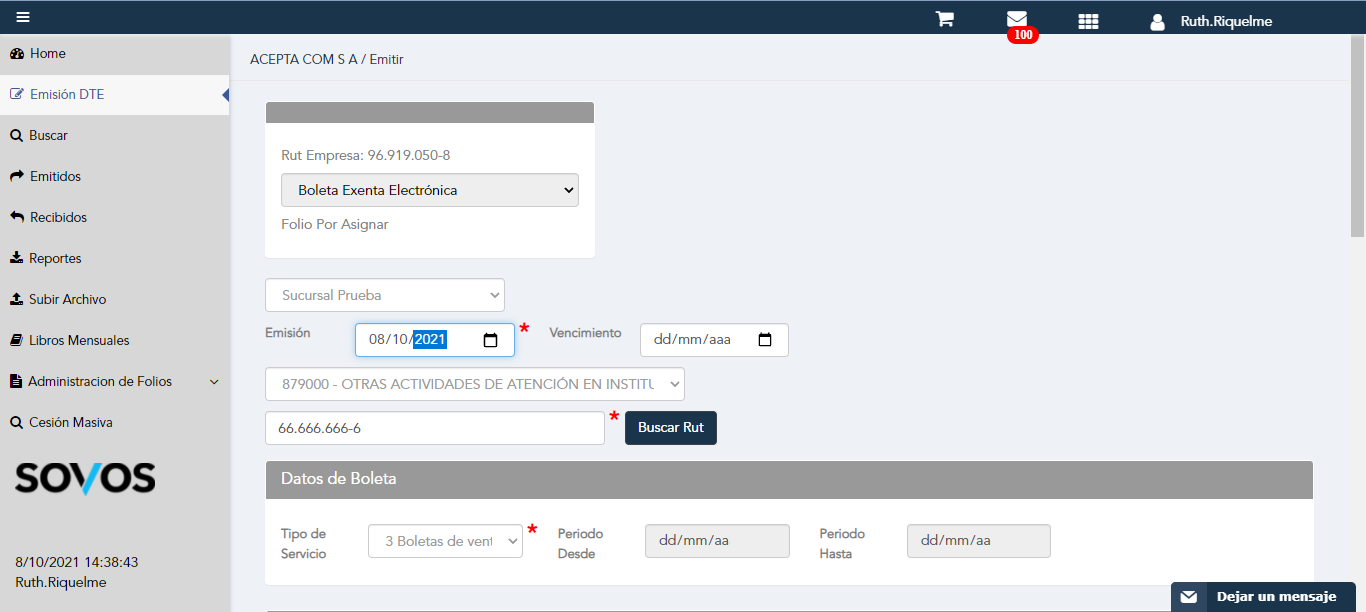 100
Ruth.Riquelme
Home
Emisión DTE
Buscar
Emitidos
Recibidos
Reportes
Subir Archivo
Libros Mensuales
Administracion de Folios
Cesión Masiva
SOVOS
8/10/2021 14:38:43
Ruth.Riquelme
ACEPTA COM S A / Emitir
Rut Empresa: 96.919.050-8
Boleta Exenta Electrónica
Folio Por Asignar
Sucursal Prueba
Emisión 08/10/2021 * Vencimiento dd/mm/aaa
879000 - OTRAS ACTIVIDADES DE ATENCIÓN EN INSTITU
66.666.666-6 * Buscar Rut
Datos de Boleta
Tipo de Servicio 3 Boletas de vent * Periodo Desde dd/mm/aa Periodo Hasta dd/mm/aa
Dejar un mensaje